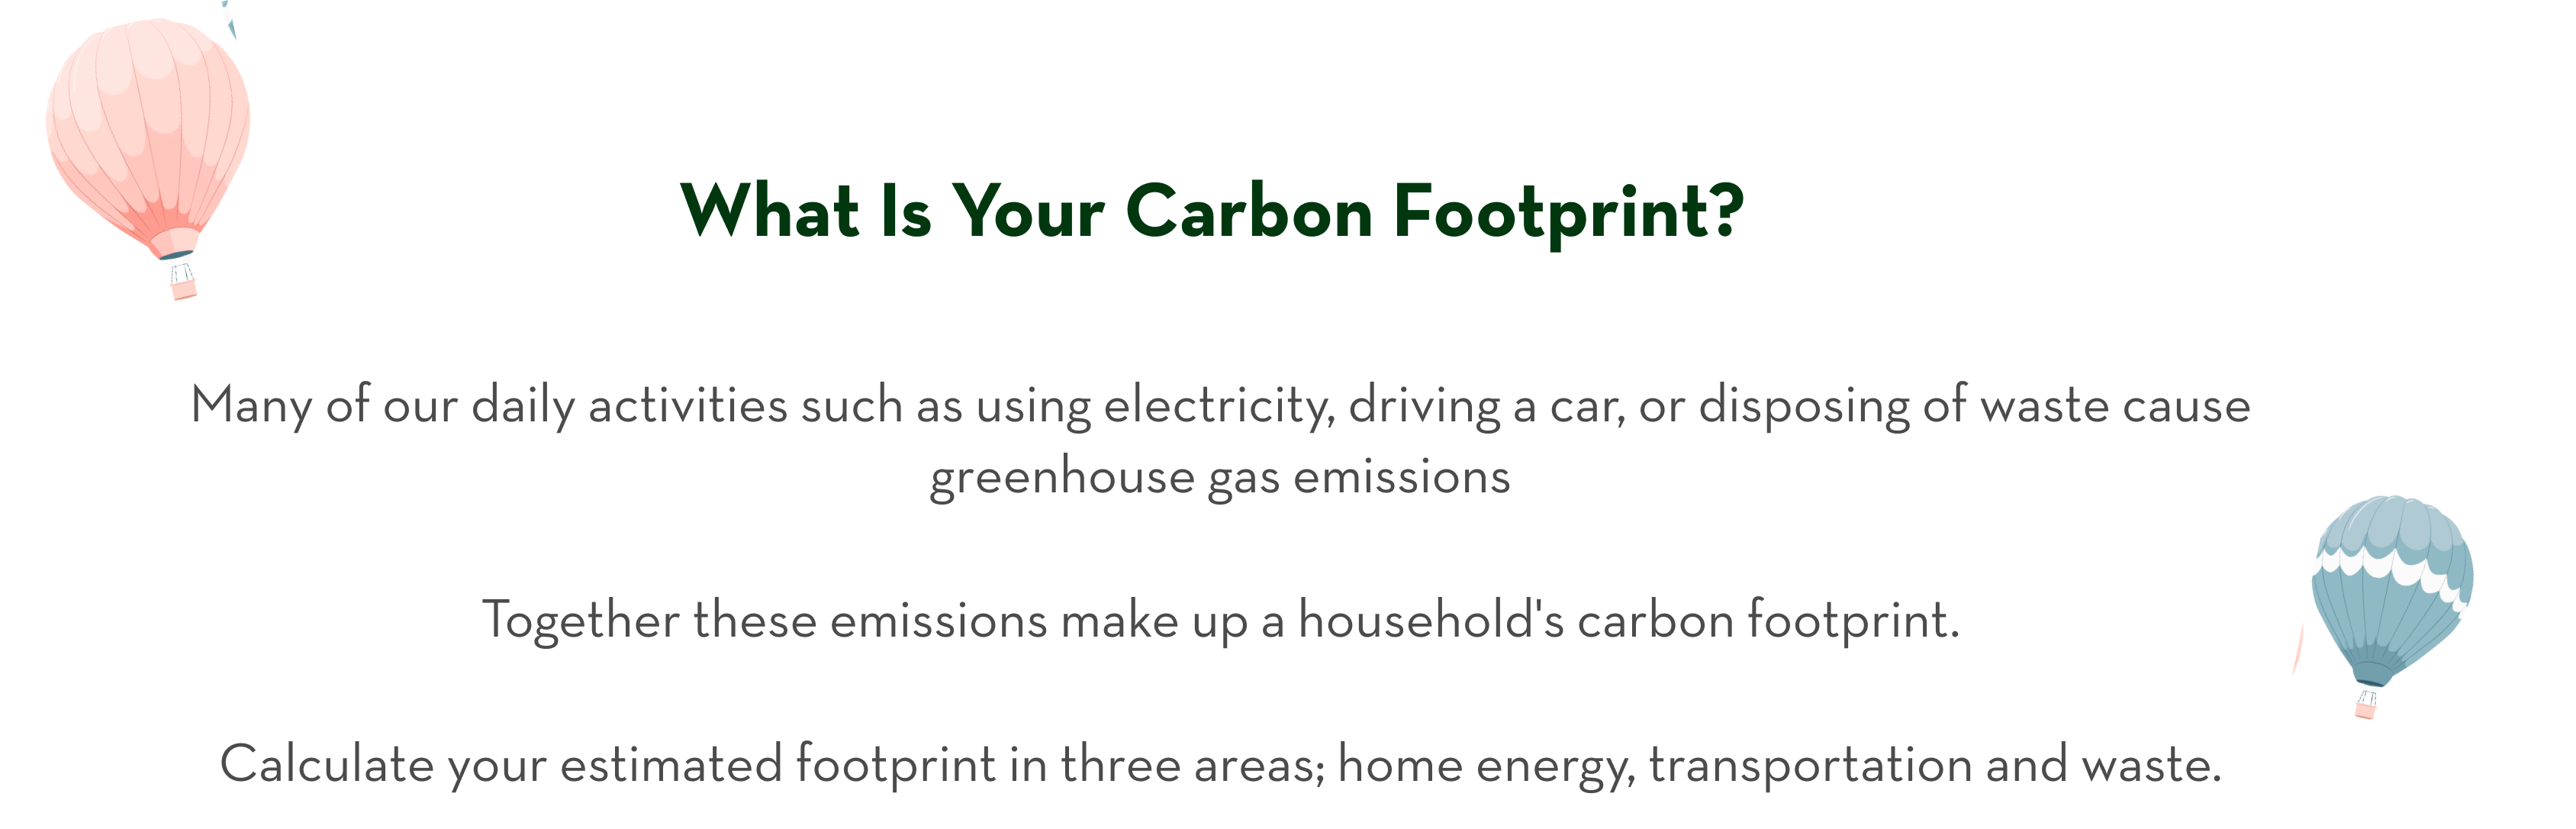 What Is Your Carbon Footprint?
Many of our daily activities such as using electricity, driving a car, or disposing of waste cause
greenhouse gas emissions
Together these emissions make up a household's carbon footprint.
Calculate your estimated footprint in three areas; home energy, transportation and waste.